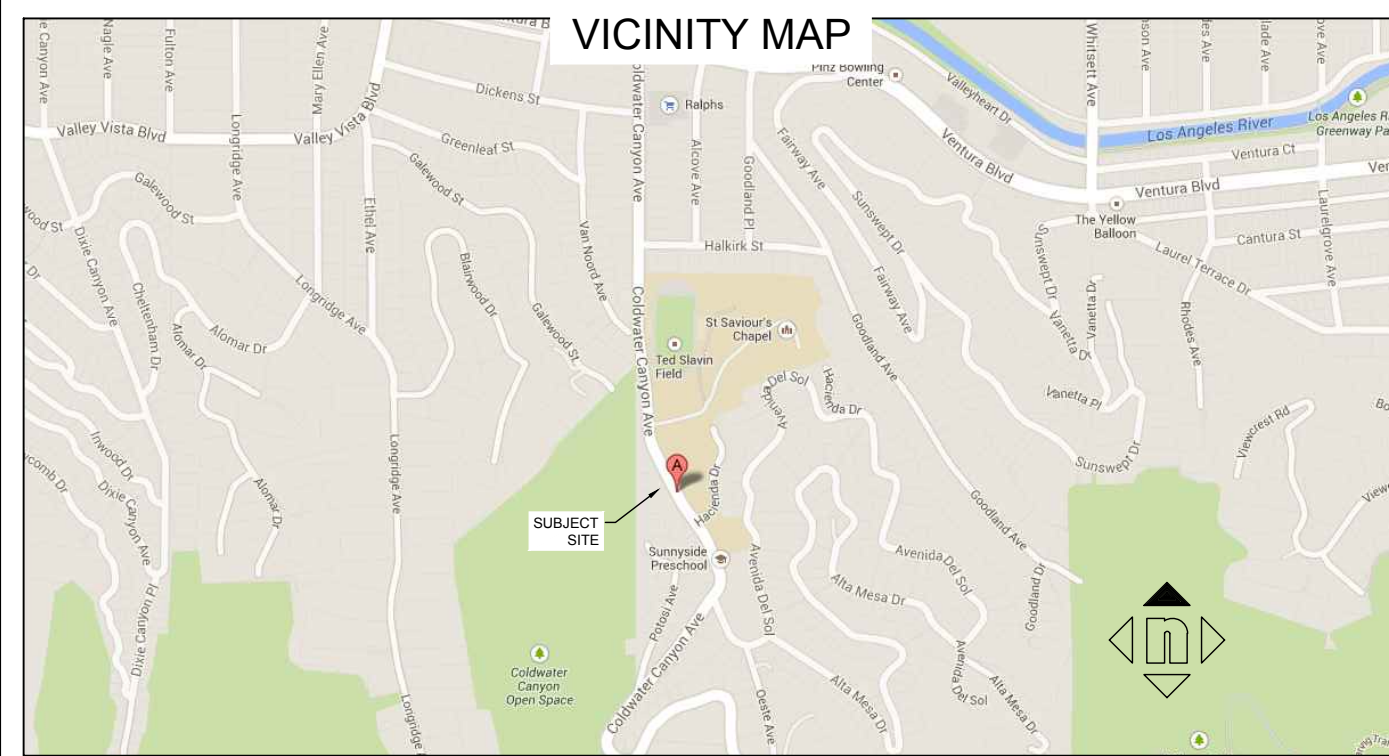 VICINITY MAP
Nagle Ave
Fulton Ave
Mary Ellen Ave
Longridge Ave
Valley Vista Blvd
Valley Vista Blvd
Dickens St
Greenleaf St
Galewood St
Galewood St
Ethel Ave
Van Noord Ave
Ralphs
Alcove Ave
Goodland Pl
Halkirk St
Pinz Bowling
Center
Fairway Ave
Valleyheart Dr
Ventura Blvd
Whitsett Ave
Los Angeles River
Greenway
Ventura Ct
Ventura Blvd
The Yellow
Balloon
Laurel Terrace Dr
Cantura St
Laurelgrove Ave
Sunswept Dr
Sunswept Dr
Vanetta Dr
Vanetta Dr
Vanetta Pl
Rhodes Ave
Fairway Ave
Dixie Canyon Ave
Cheltenham Dr
Alomar Dr
Alomar Dr
Longridge Ave
Blairwood Dr
Galewood St
Coldwater Canyon Ave
St Saviour's
Chapel
Ted Slavin
Field
Goodland Ave
Avenida
Del Sol
Hacienda Dr
Sunswept Dr
Viewcrest Rd
Inwood Dr
Dixie Canyon Ave
Alomar Dr
Longridge Ave
A
SUBJECT
SITE
Hacienda Dr
Goodland Ave
Sunnyside
Preschool
Avenida Del Sol
Avenida Del Sol
Alta Mesa Dr
Goodland Dr
Potosi Ave
Dixie Canyon Pl
Coldwater
Canyon
Open Space
Coldwater Canyon Ave
Oeste Ave
Alta Mesa Dr
Avenida
Del Sol
Alta Mesa Dr
n